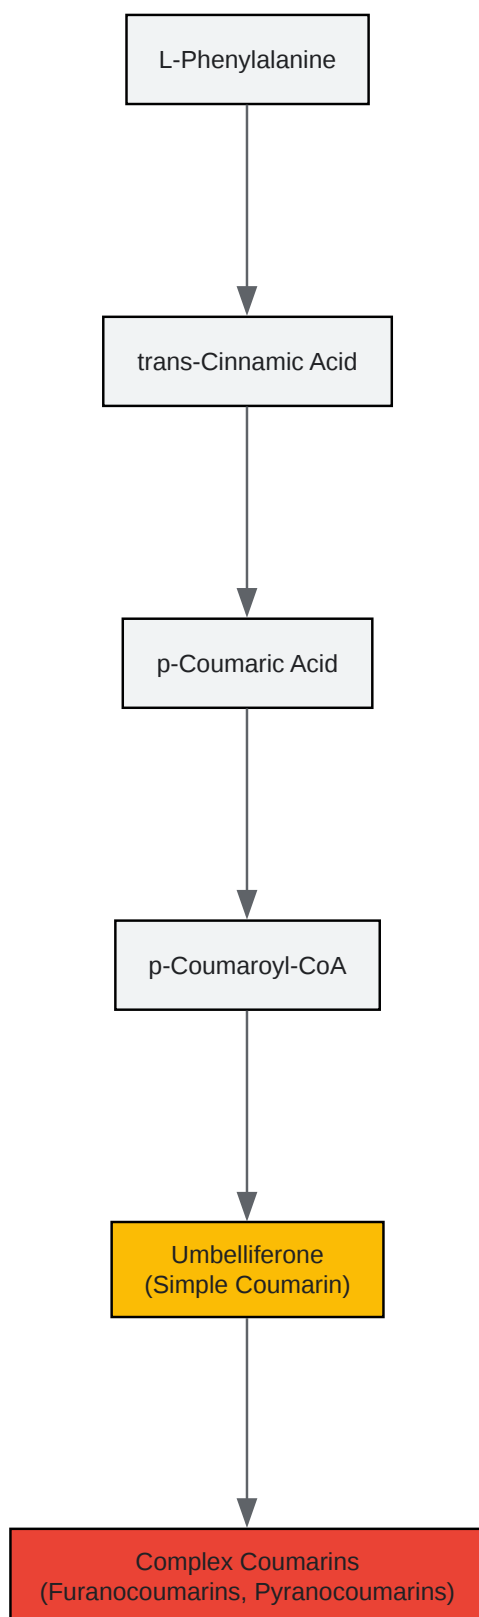 L-Phenylalanine
trans-Cinnamic Acid
p-Coumaric Acid
p-Coumaroyl-CoA
Umbelliferone
(Simple Coumarin)
Complex Coumarins
(Furanocoumarins, Pyranocoumarins)